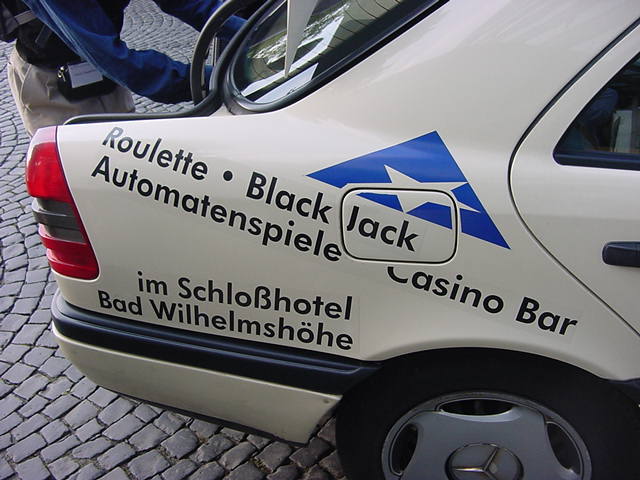 Roulette • Black Jack
Automatenspiele
Casino Bar
im Schloßhotel
Bad Wilhelmshöhe